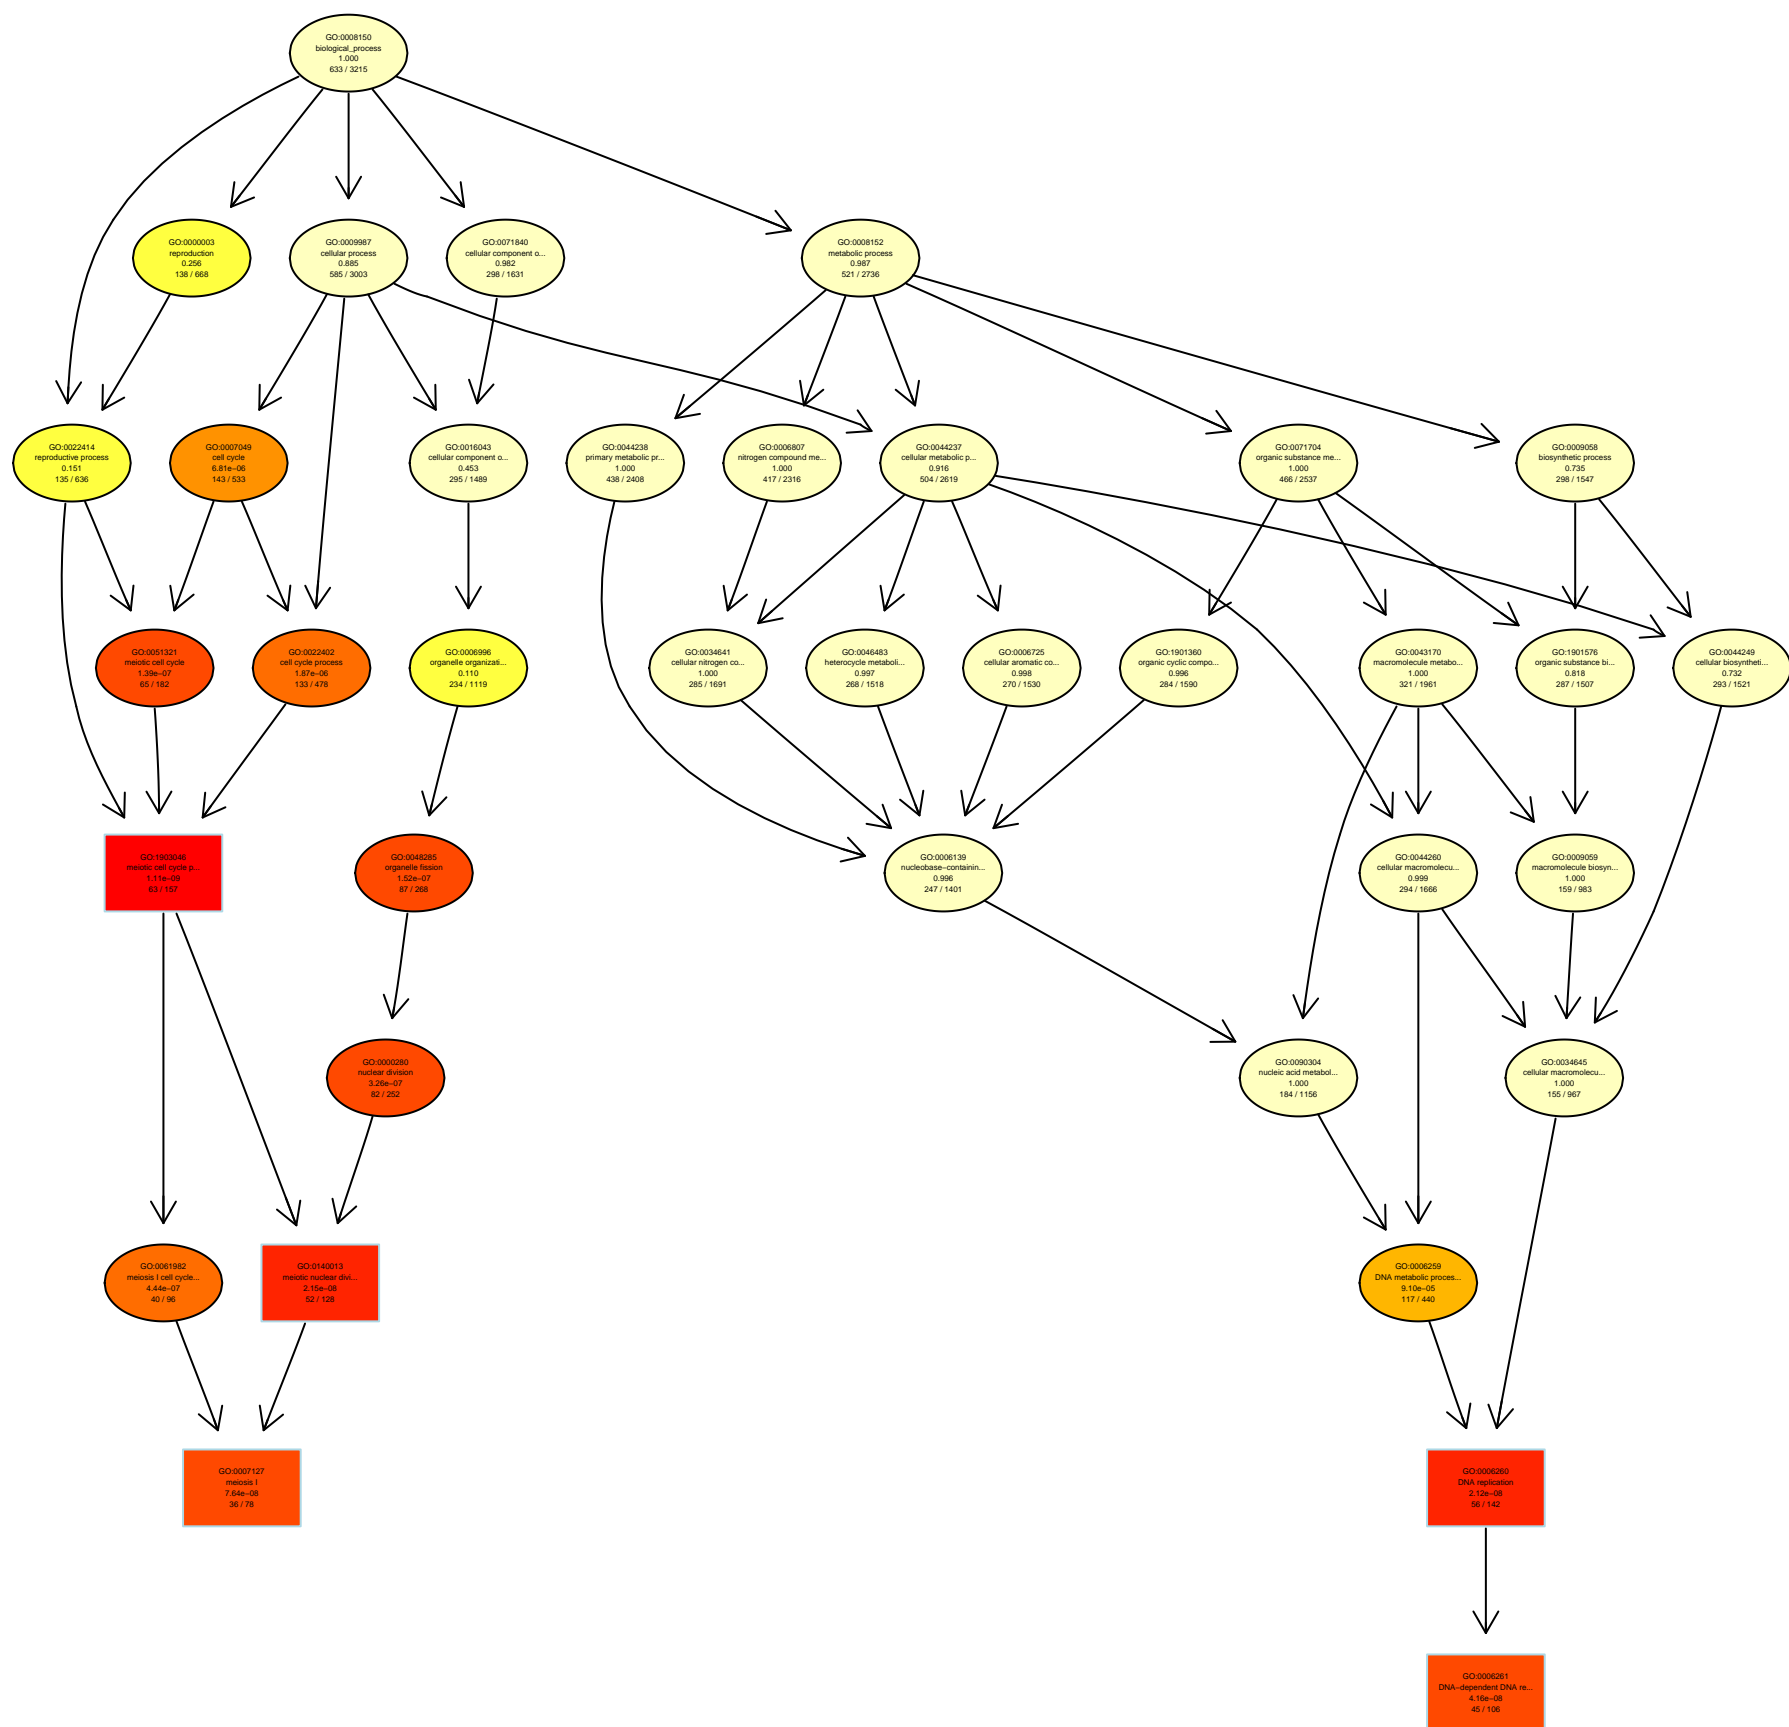 GO:0008150
biological_process
1.000
633 / 3215
GO:0000003
reproduction
0.256
138 / 668
GO:0009987
cellular process
0.885
585 / 3003
GO:0071840
cellular component o...
0.982
298 / 1631
GO:0008152
metabolic process
0.987
521 / 2736
GO:0022414
reproductive process
0.151
135 / 636
GO:0007049
cell cycle
6.81e−06
143 / 533
GO:0016043
cellular component o...
0.453
295 / 1489
GO:0044238
primary metabolic pr...
1.000
438 / 2408
GO:0006807
nitrogen compound me...
1.000
417 / 2316
GO:0044237
cellular metabolic p...
0.916
504 / 2619
GO:0071704
organic substance me...
1.000
466 / 2537
GO:0009058
biosynthetic process
0.735
298 / 1547
GO:0051321
meiotic cell cycle
1.39e−07
65 / 182
GO:0022402
cell cycle process
1.87e−06
133 / 478
GO:0006996
organelle organizati...
0.110
234 / 1119
GO:0034641
cellular nitrogen co...
1.000
285 / 1691
GO:0046483
heterocycle metaboli...
0.997
268 / 1518
GO:0006725
cellular aromatic co...
0.998
270 / 1530
GO:1901360
organic cyclic compo...
0.996
284 / 1590
GO:0043170
macromolecule metabo...
1.000
321 / 1961
GO:1901576
organic substance bi...
0.818
287 / 1507
GO:0044249
cellular biosyntheti...
0.732
293 / 1521
GO:1903046
meiotic cell cycle p...
1.11e−09
63 / 157
GO:0048285
organelle fission
1.52e−07
87 / 268
GO:0006139
nucleobase−containin...
0.996
247 / 1401
GO:0044260
cellular macromolecu...
0.999
294 / 1666
GO:0009059
macromolecule biosyn...
1.000
159 / 983
GO:0000280
nuclear division
3.26e−07
82 / 252
GO:0090304
nucleic acid metabol...
1.000
184 / 1156
GO:0034645
cellular macromolecu...
1.000
155 / 967
GO:0061982
meiosis I cell cycle...
4.44e−07
40 / 96
GO:0140013
meiotic nuclear divi...
2.15e−08
52 / 128
GO:0006259
DNA metabolic proces...
9.10e−05
117 / 440
GO:0007127
meiosis I
7.64e−08
36 / 78
GO:0006260
DNA replication
2.12e−08
56 / 142
GO:0006261
DNA−dependent DNA re...
4.16e−08
45 / 106